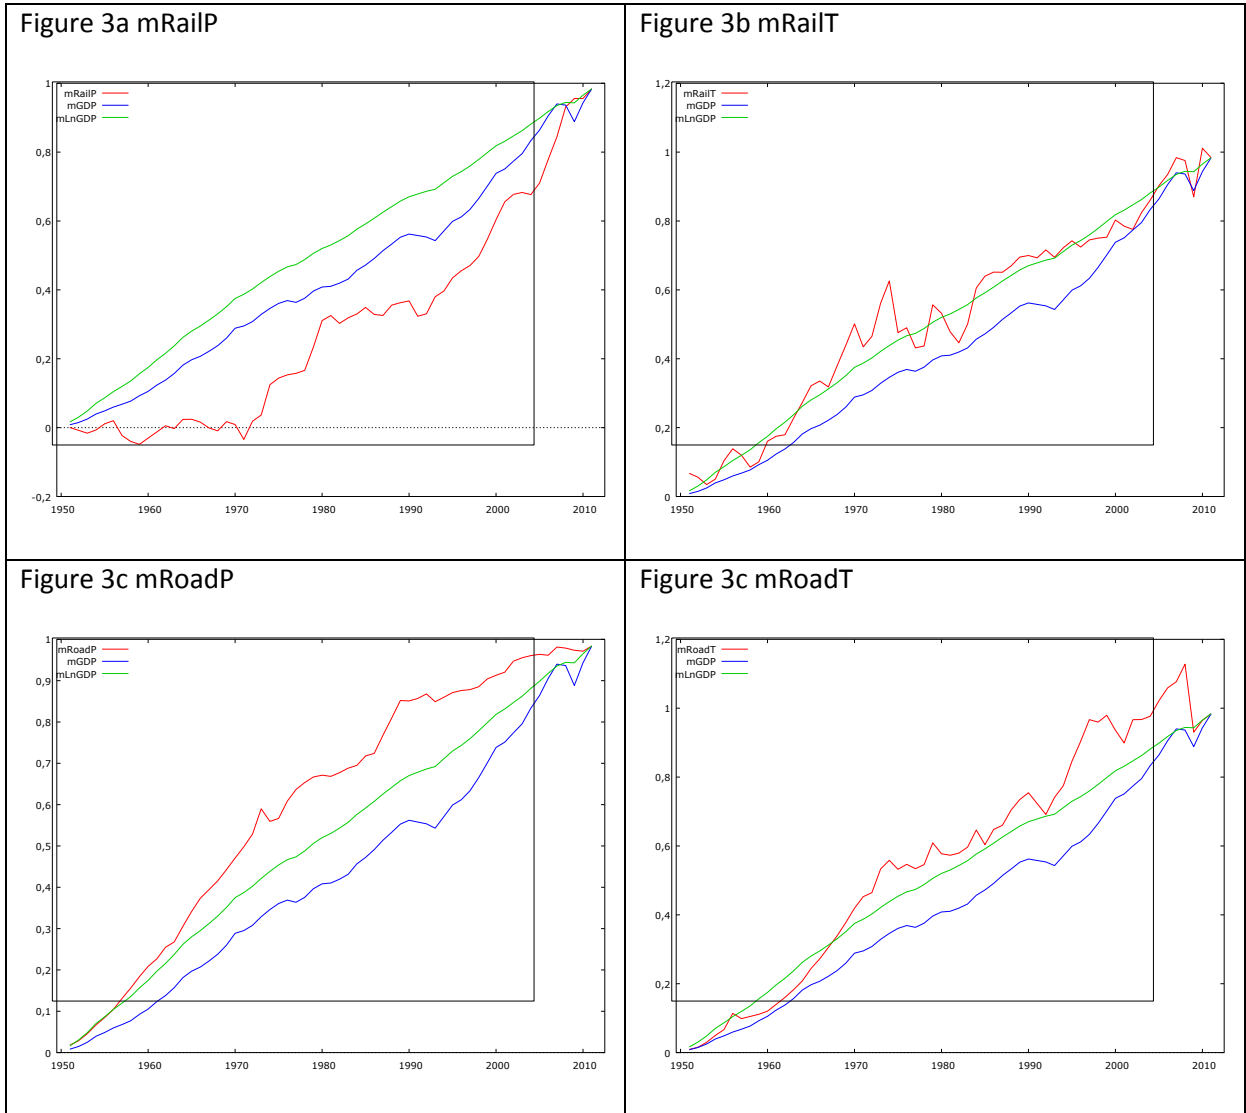 Figure 3a mRailP
1
mRailP
mGDP
mLnGDP
0,8
0,6
0,4
0,2
0
-0,2
1950 1960 1970 1980 1990 2000 2010
Figure 3b mRailT
1,2
mRailT
mGDP
mLnGDP
1
0,8
0,6
0,4
0,2
0
1950 1960 1970 1980 1990 2000 2010
Figure 3c mRoadP
1
mRoadP
mGDP
mLnGDP
0,9
0,8
0,7
0,6
0,5
0,4
0,3
0,2
0,1
0
1950 1960 1970 1980 1990 2000 2010
Figure 3c mRoadT
1,2
mRoadT
mGDP
mLnGDP
1
0,8
0,6
0,4
0,2
0
1950 1960 1970 1980 1990 2000 2010